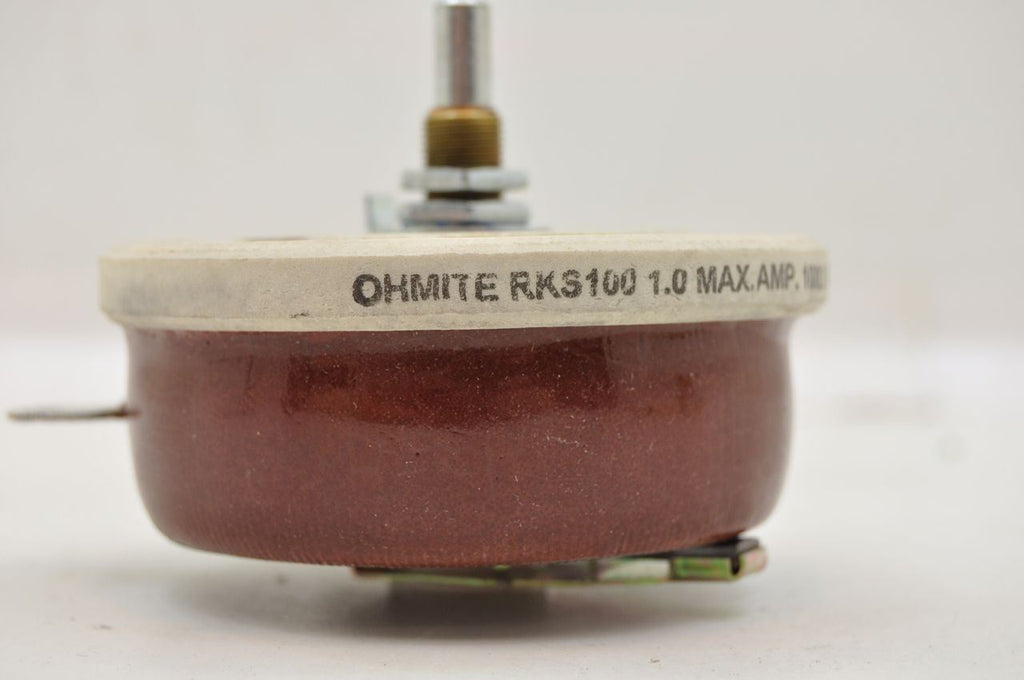 OHMITE RKS100 1.0 MAX. AMP.